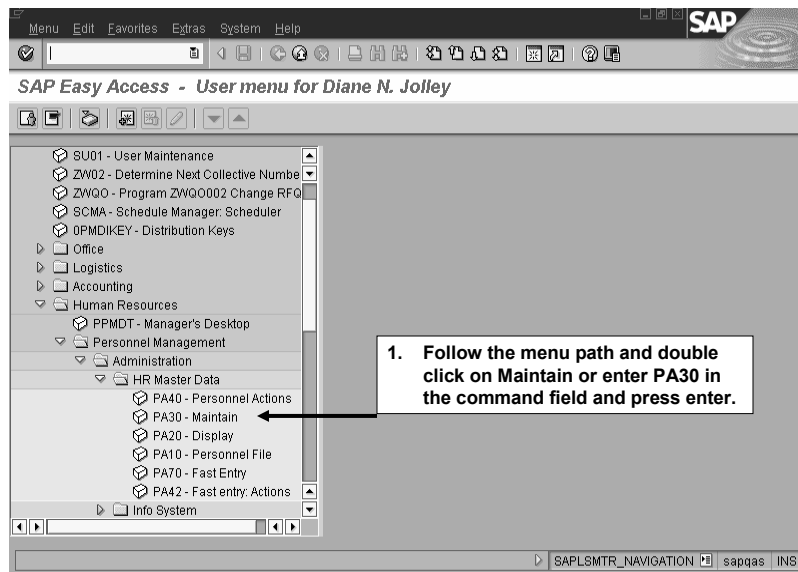 Menu Edit Favorites Extras System Help
SAP
SAP Easy Access - User menu for Diane N. Jolley
SU01 - User Maintenance
ZW02 - Determine Next Collective Numbe
ZWQO - Program ZWQO002 Change RFQ
SCMA - Schedule Manager: Scheduler
0PMDIKEY - Distribution Keys
Office
Logistics
Accounting
Human Resources
PPMDT - Manager's Desktop
Personnel Management
Administration
HR Master Data
PA40 - Personnel Actions
PA30 - Maintain
PA20 - Display
PA10 - Personnel File
PA70 - Fast Entry
PA42 - Fast entry: Actions
Info System
1. Follow the menu path and double
click on Maintain or enter PA30 in
the command field and press enter.
SAPLSMTR_NAVIGATION sapqas INS